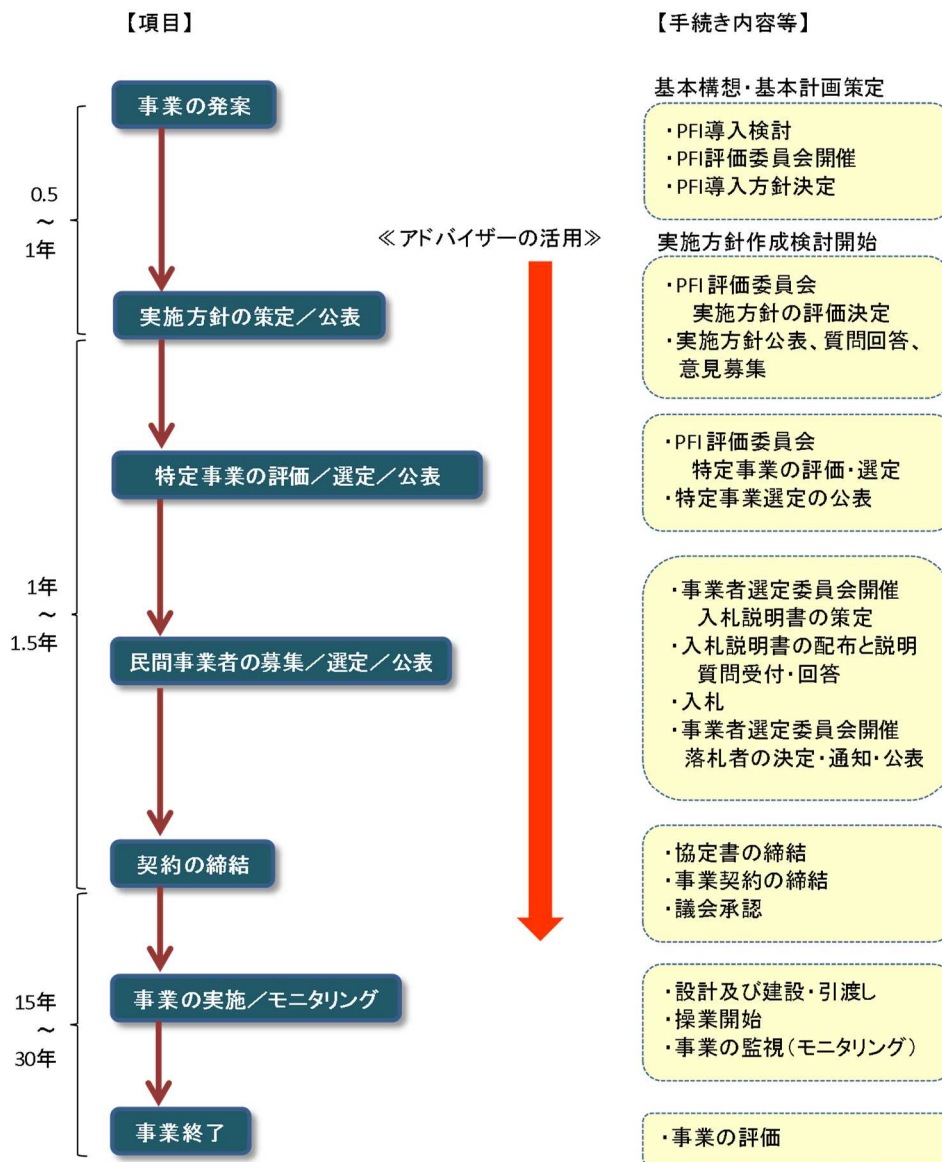 【項目】
【手続き内容等】
事業の発案
基本構想・基本計画策定
・PFI導入検討
・PFI評価委員会開催
・PFI導入方針決定
0.5
～
1年
≪アドバイザーの活用≫
実施方針作成検討開始
実施方針の策定／公表
・PFI評価委員会
実施方針の評価決定
・実施方針公表、質問回答、
意見募集
特定事業の評価／選定／公表
・PFI評価委員会
特定事業の評価・選定
・特定事業選定の公表
1年
～
1.5年
民間事業者の募集／選定／公表
・事業者選定委員会開催
入札説明書の策定
・入札説明書の配布と説明
質問受付・回答
・入札
・事業者選定委員会開催
落札者の決定・通知・公表
契約の締結
・協定書の締結
・事業契約の締結
・議会承認
15年
～
30年
事業の実施／モニタリング
・設計及び建設・引渡し
・操業開始
・事業の監視（モニタリング）
事業終了
・事業の評価